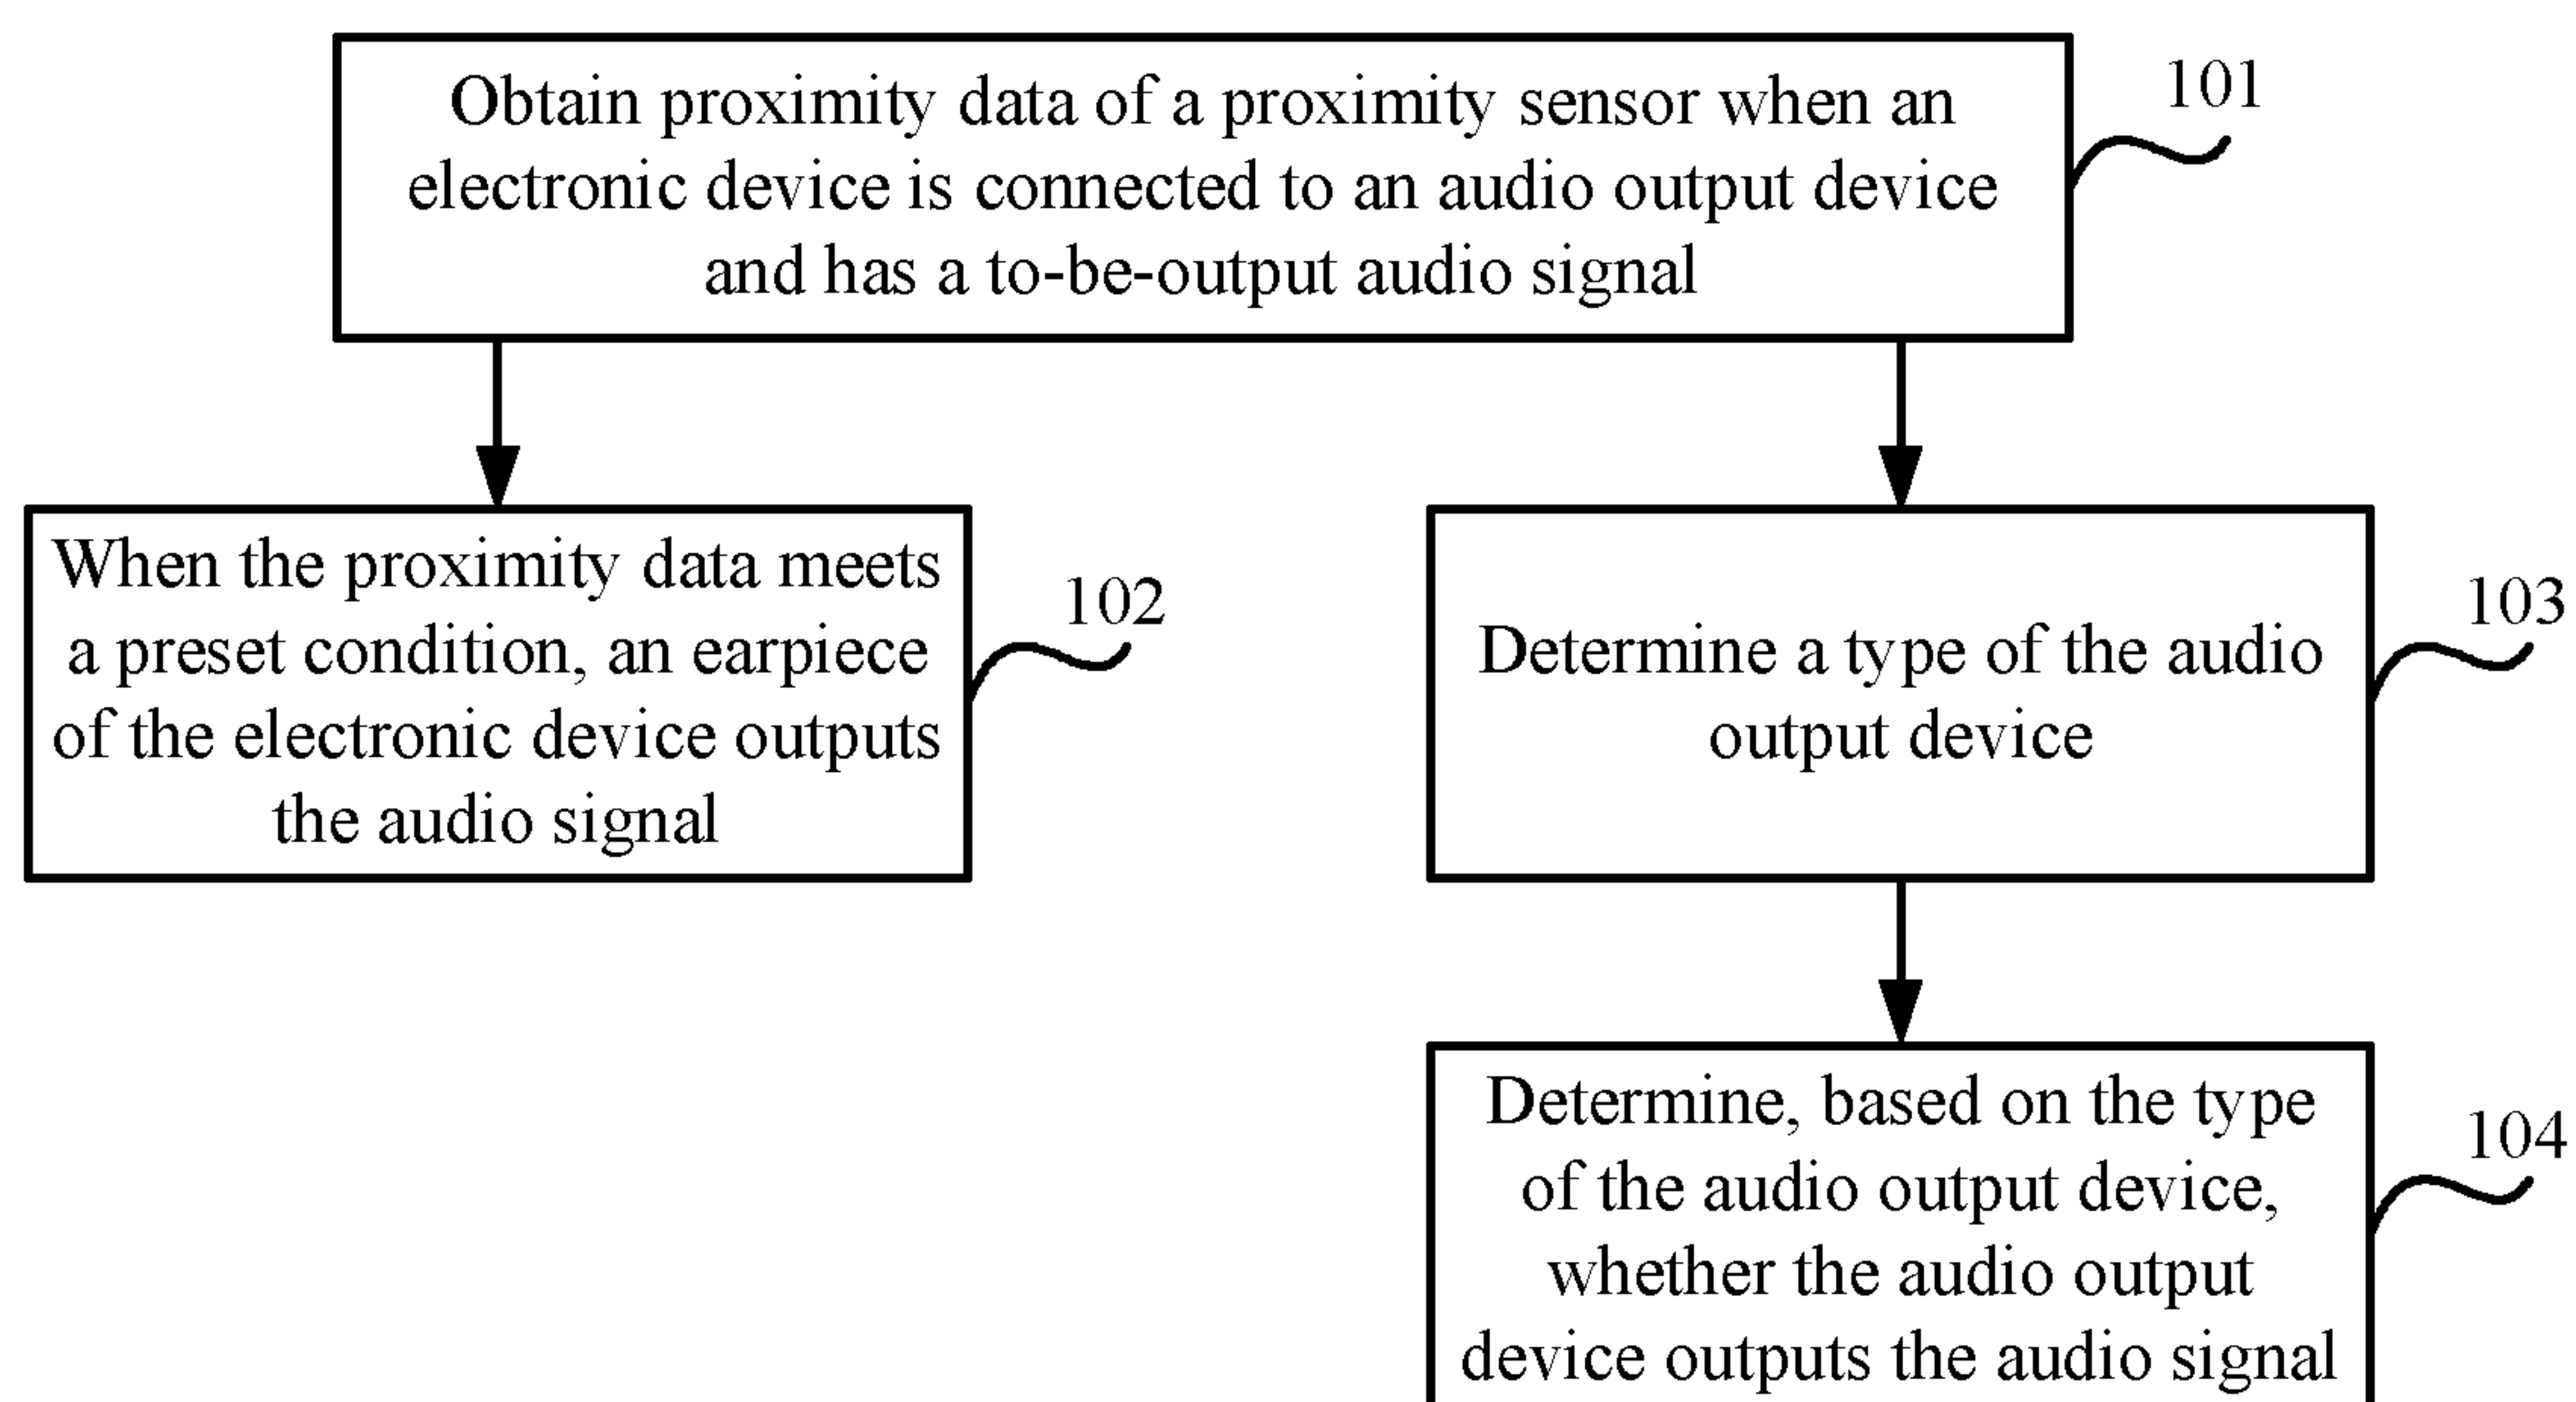 Obtain proximity data of a proximity sensor when an
electronic device is connected to an audio output device
and has a to-be-output audio signal
101
When the proximity data meets
a preset condition, an earpiece
of the electronic device outputs
the audio signal
102
Determine a type of the audio
output device
103
Determine, based on the type
of the audio output device,
whether the audio output
device outputs the audio signal
104